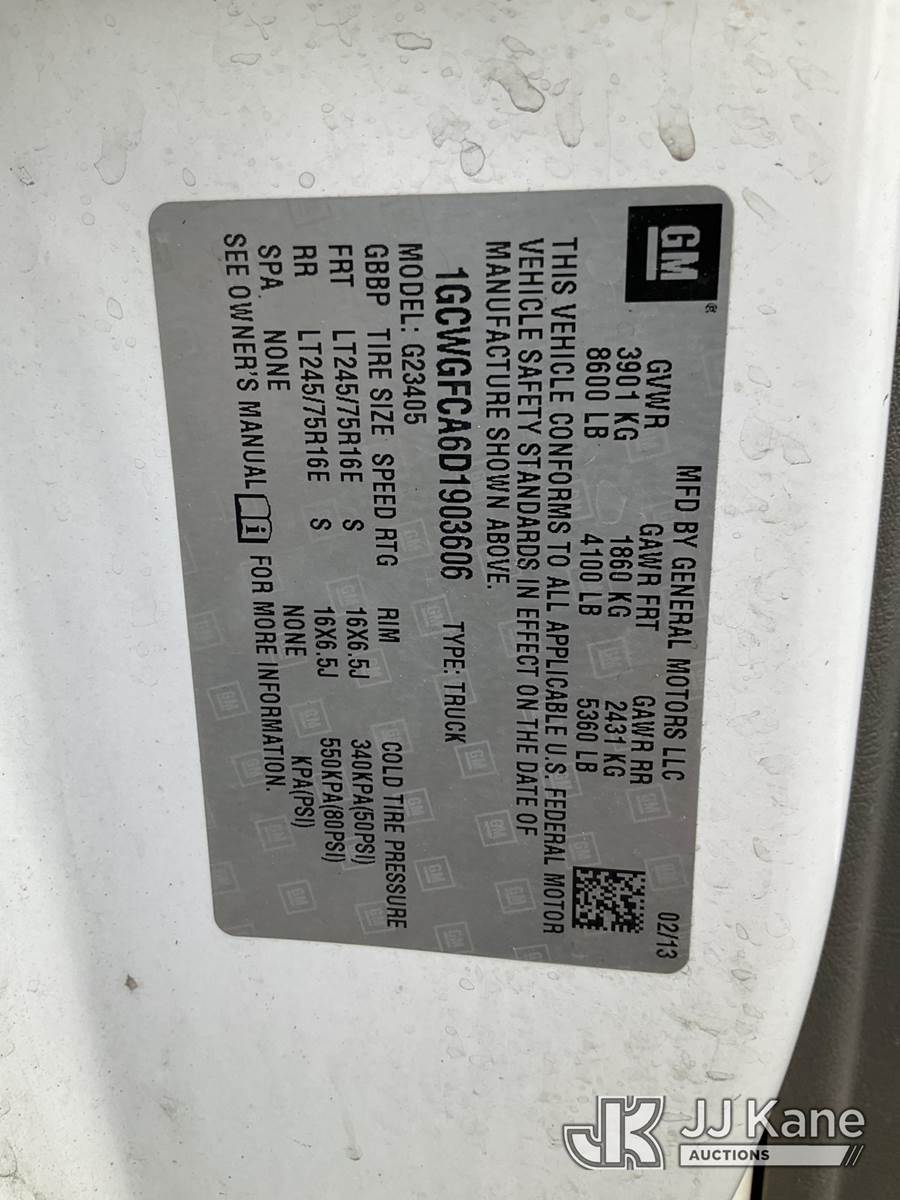 GM®
MFD BY GENERAL MOTORS LLC 02/13
GVWR GAWR FRT GAWR RR
3901 KG 1860 KG 2431 KG
8600 LB 4100 LB 5360 LB
THIS VEHICLE CONFORMS TO ALL APPLICABLE U.S. FEDERAL MOTOR
VEHICLE SAFETY STANDARDS IN EFFECT ON THE DATE OF
MANUFACTURE SHOWN ABOVE.
1GCWGFCA6D1903606 TYPE: TRUCK
MODEL: G23405
GBBP TIRE SIZE SPEED RTG RIM COLD TIRE PRESSURE
FRT LT245/75R16E S 16X6.5J 340KPA(50PSI)
RR LT245/75R16E S 16X6.5J 550KPA(80PSI)
SPA NONE NONE KPA(PSI)
SEE OWNER'S MANUAL i FOR MORE INFORMATION.
JK JJ Kane
AUCTIONS